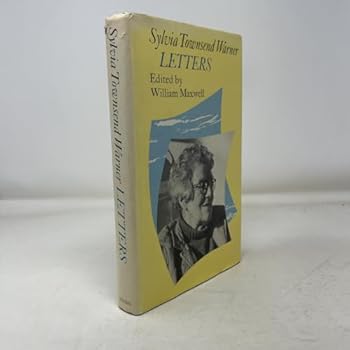 Sylvia Townsend Warner
LETTERS
Edited by
William Maxwell
Sylvia Townsend Warner LETTERS